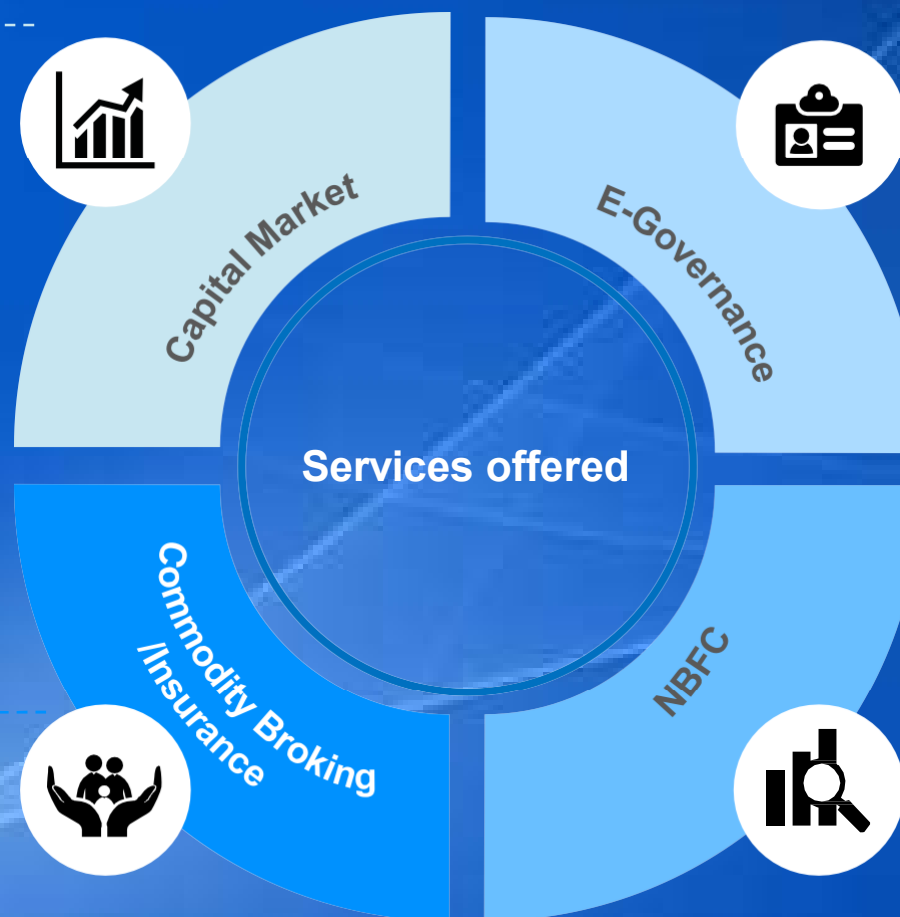 Capital Market
E-Governance
Services offered
Commodity Broking
/Insurance
NBFC